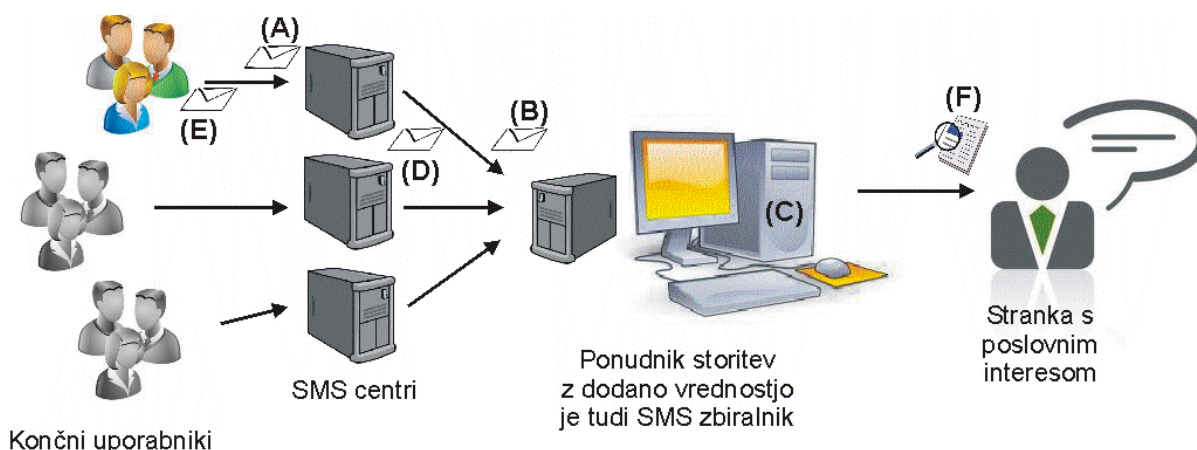 (A)
(E)
(B)
(D)
(C)
(F)
SMS centri
Končni uporabniki
Ponudnik storitev
z dodano vrednostjo
je tudi SMS zbiralnik
Stranka s
poslovnim
interesom